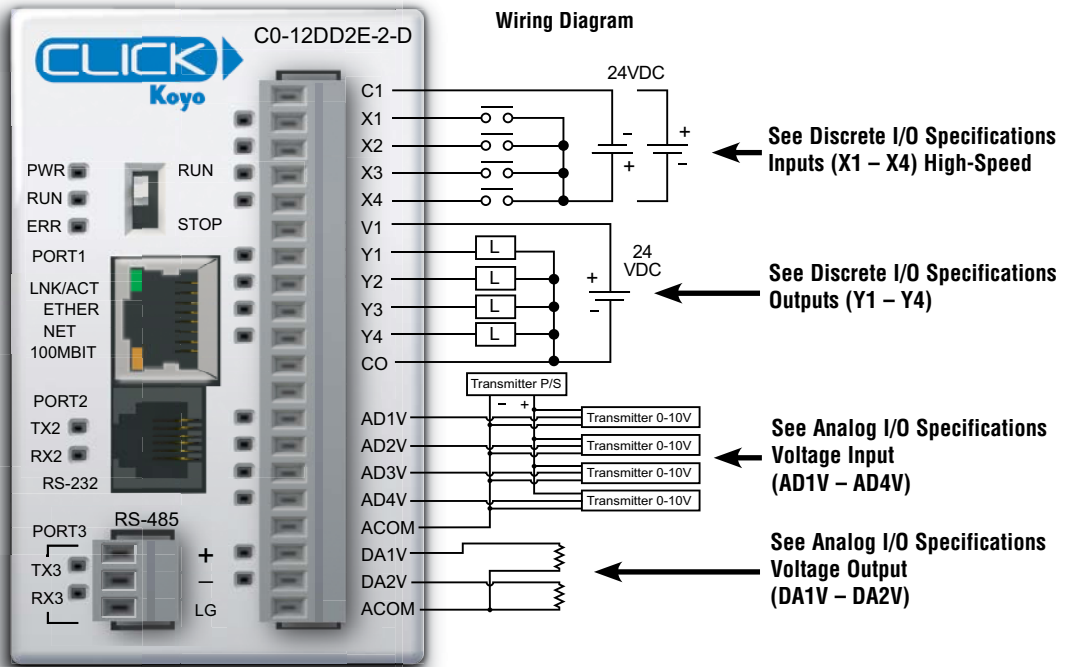 Wiring Diagram
C0-12DD2E-2-D
CLICK
Koyo
24VDC
C1
X1
X2
X3
X4
- +
+ -
See Discrete I/O Specifications
Inputs (X1 – X4) High-Speed
PWR
RUN
ERR
RUN
STOP
V1
Y1
Y2
Y3
Y4
CO
L
L
L
L
24
VDC
+
–
See Discrete I/O Specifications
Outputs (Y1 – Y4)
PORT1
LNK/ACT
ETHER
NET
100MBIT
PORT2
TX2
RX2
RS-232
Transmitter P/S
– +
AD1V
AD2V
AD3V
AD4V
ACOM
Transmitter 0-10V
Transmitter 0-10V
Transmitter 0-10V
Transmitter 0-10V
See Analog I/O Specifications
Voltage Input
(AD1V – AD4V)
PORT3
RS-485
TX3
RX3
+
–
LG
DA1V
DA2V
ACOM
See Analog I/O Specifications
Voltage Output
(DA1V – DA2V)